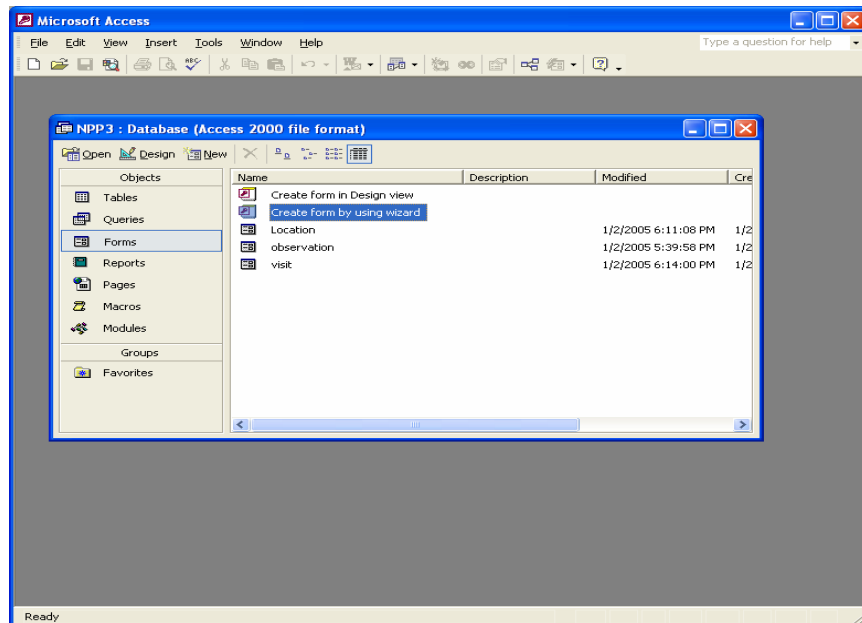 Microsoft Access
File Edit View Insert Tools Window Help Type a question for help
NPP3 : Database (Access 2000 file format)
Open Design New
Objects
Tables
Queries
Forms
Reports
Pages
Macros
Modules
Groups
Favorites
Name Description Modified Cre
Create form in Design view
Create form by using wizard
Location 1/2/2005 6:11:08 PM 1/2
observation 1/2/2005 5:39:58 PM 1/2
visit 1/2/2005 6:14:00 PM 1/2
Ready